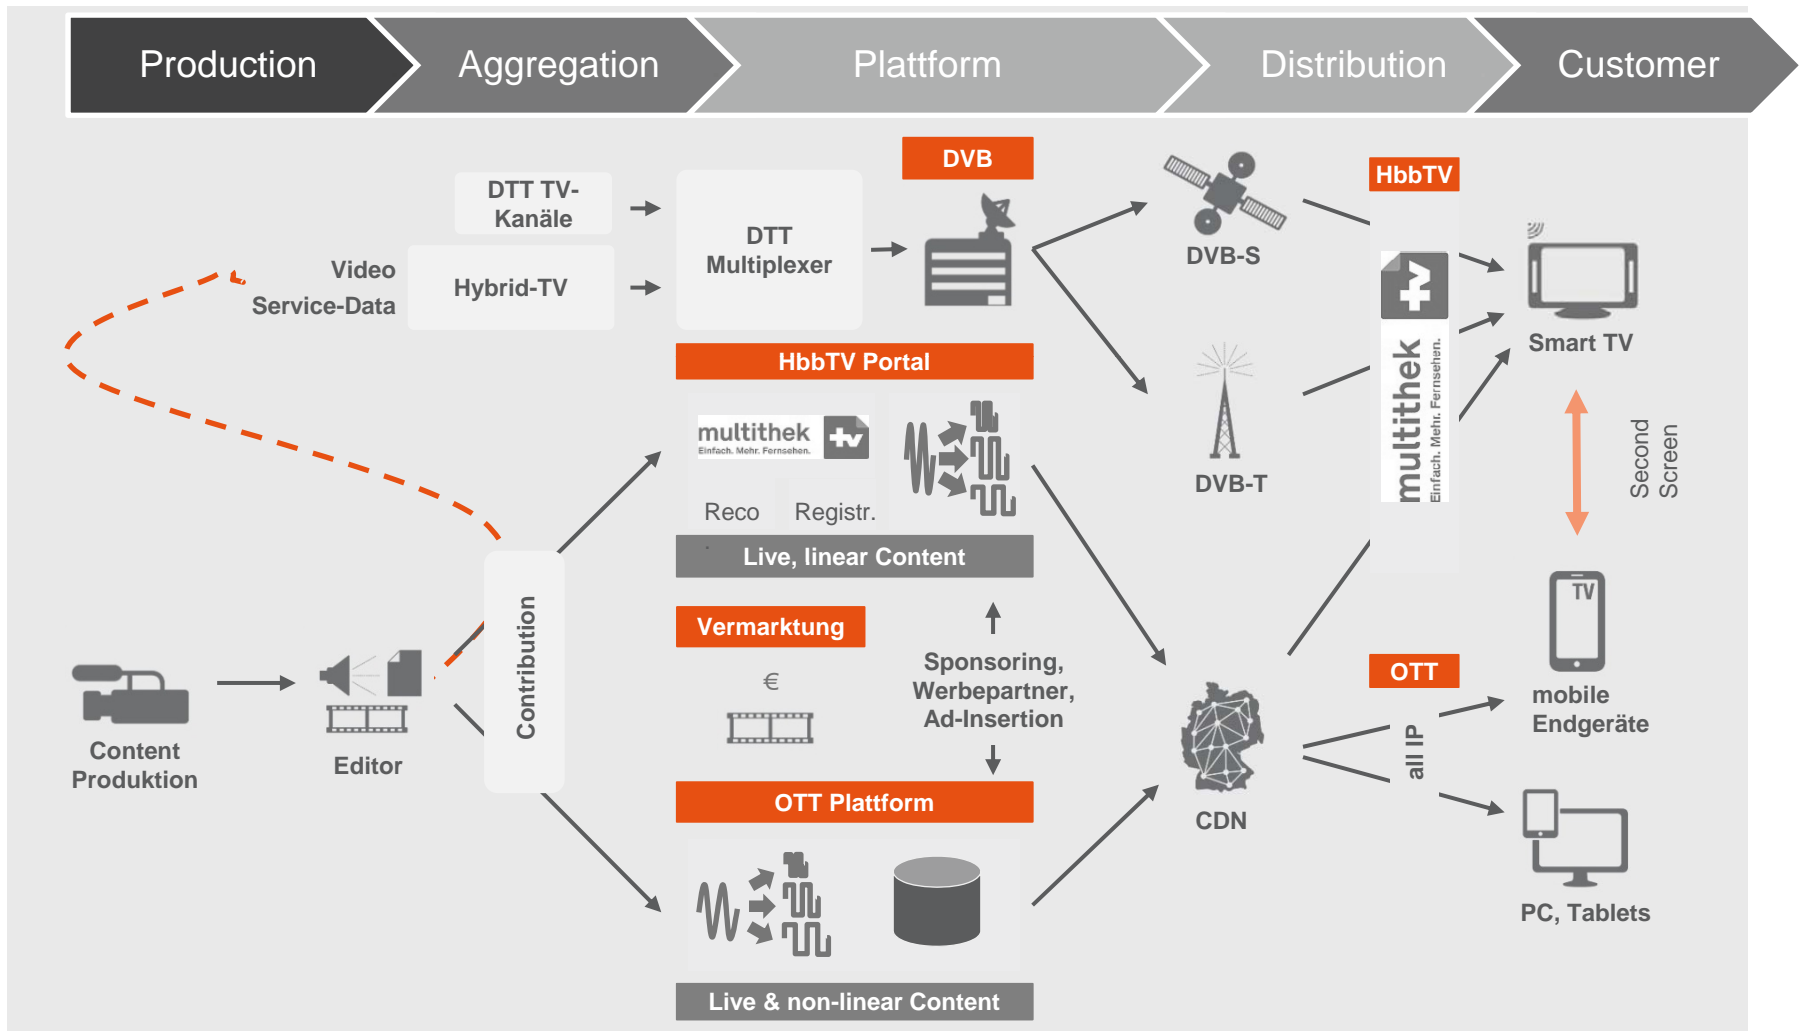 Production
Aggregation
Plattform
Distribution
Customer
DVB
HbbTV
DTT TV-
Kanäle
DTT
Multiplexer
DVB-S
Video
Service-Data
Hybrid-TV
tv
Smart TV
HbbTV Portal
multithek
Einfach. Mehr. Fernsehen.
tv
multithek
Einfach. Mehr. Fernsehen.
Second
Screen
DVB-T
Reco
Registr.
Live, linear Content
Contribution
Vermarktung
TV
€
Sponsoring,
Werbepartner,
Ad-Insertion
OTT
mobile
Endgeräte
Content
Produktion
Editor
all IP
OTT Plattform
CDN
PC, Tablets
Live & non-linear Content